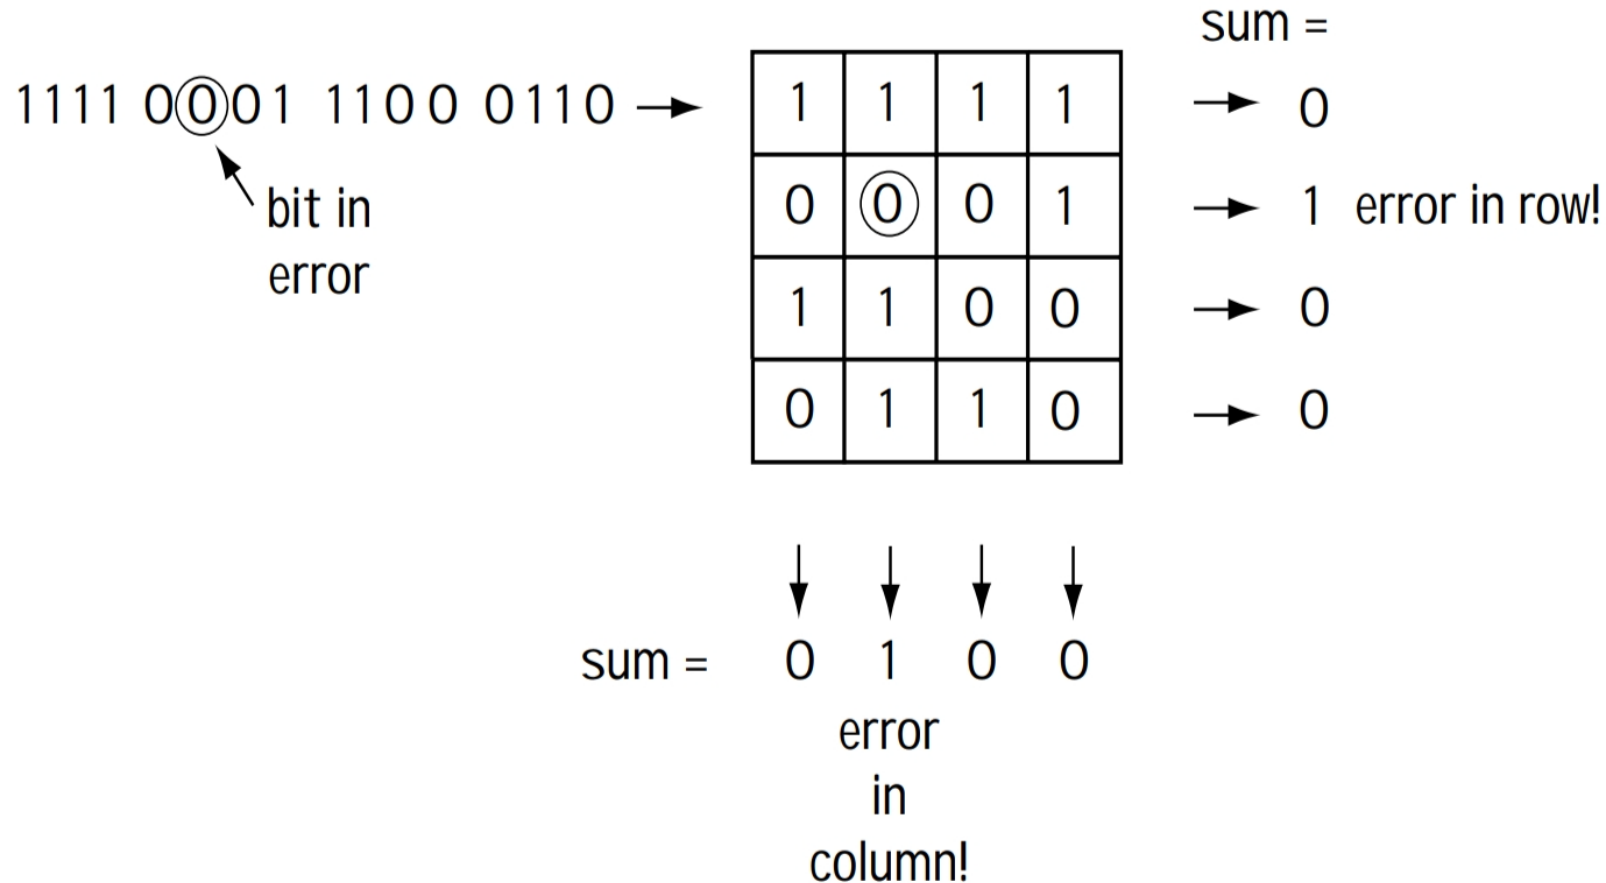 sum =
1111 0001 1100 0110
1 1 1 1
0
bit in
error
0 0 0 1
1 error in row!
1 1 0 0
0
0 1 1 0
0
sum = 0 1 0 0
error
in
column!